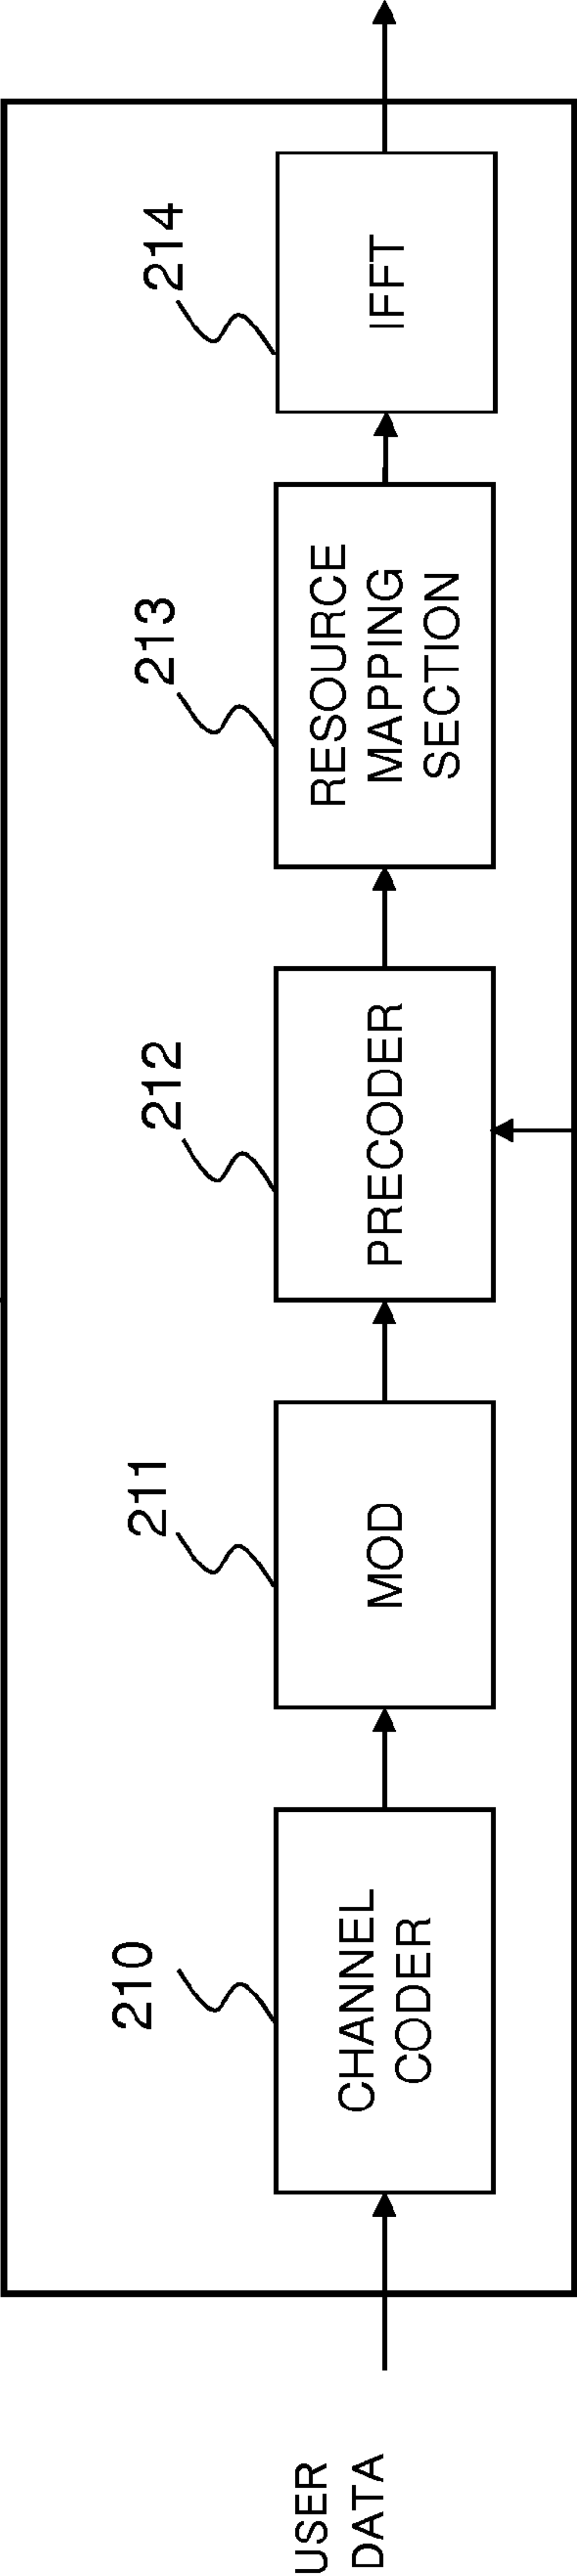 USER
DATA
210
CHANNEL
CODER
211
MOD
212
PRECODER
213
RESOURCE
MAPPING
SECTION
214
IFFT